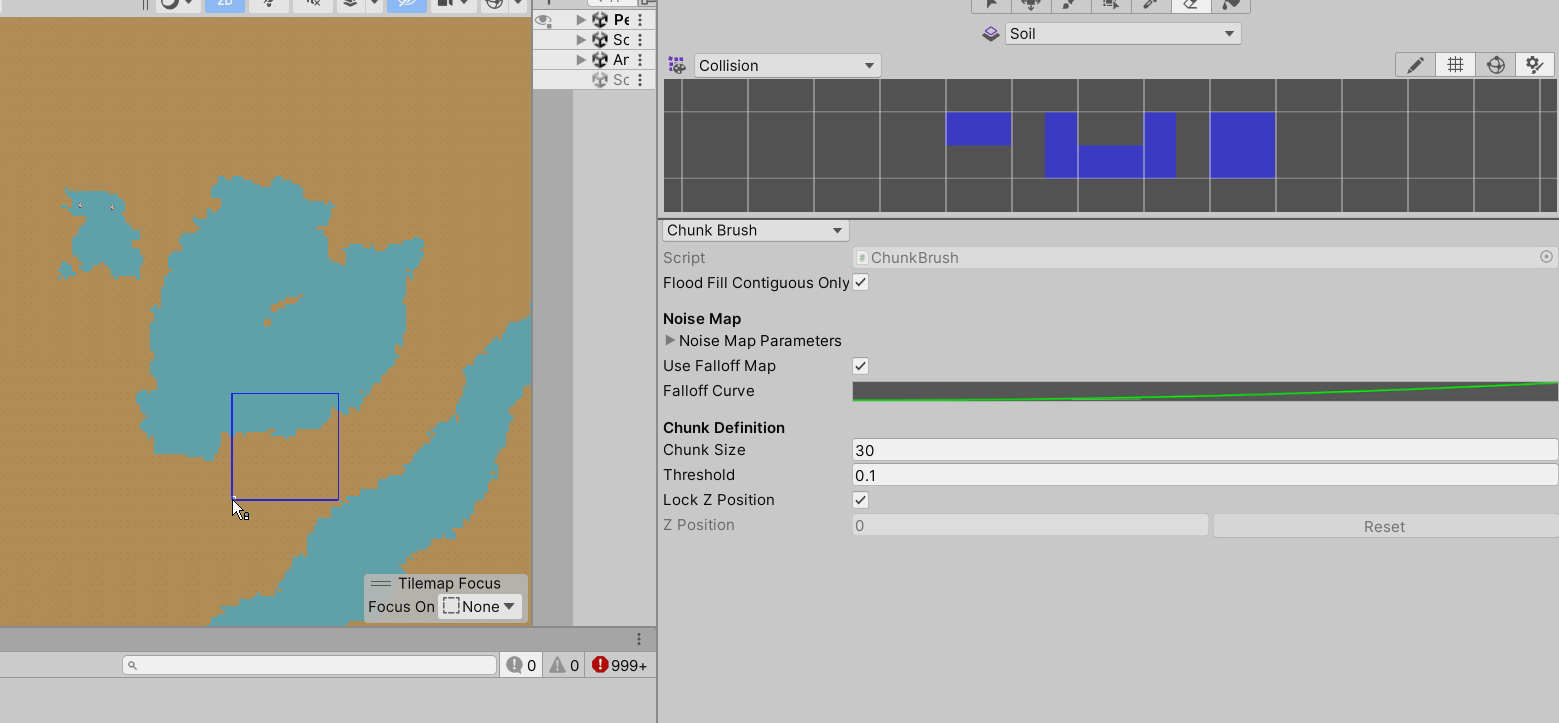 2D
Pe
Sc
Ar
Sc
Soil
Collision
Chunk Brush
Script
ChunkBrush
Flood Fill Contiguous Only
Noise Map
Noise Map Parameters
Use Falloff Map
Falloff Curve
Chunk Definition
Chunk Size
30
Threshold
0.1
Lock Z Position
Z Position
0
Reset
Tilemap Focus
Focus On
None
0
0
999+